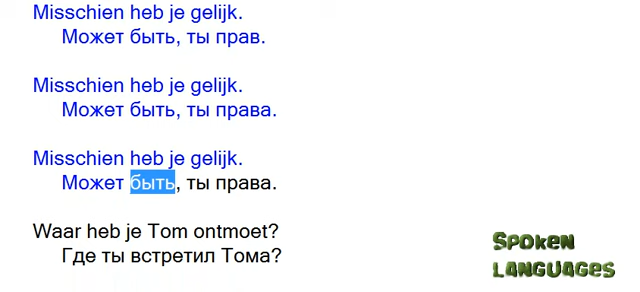 Misschien heb je gelijk.
Может быть, ты прав.
Misschien heb je gelijk.
Может быть, ты права.
Misschien heb je gelijk.
Может быть, ты права.
Waar heb je Tom ontmoet?
Где ты встретил Тома?
SPOKEN
LANGUAGES